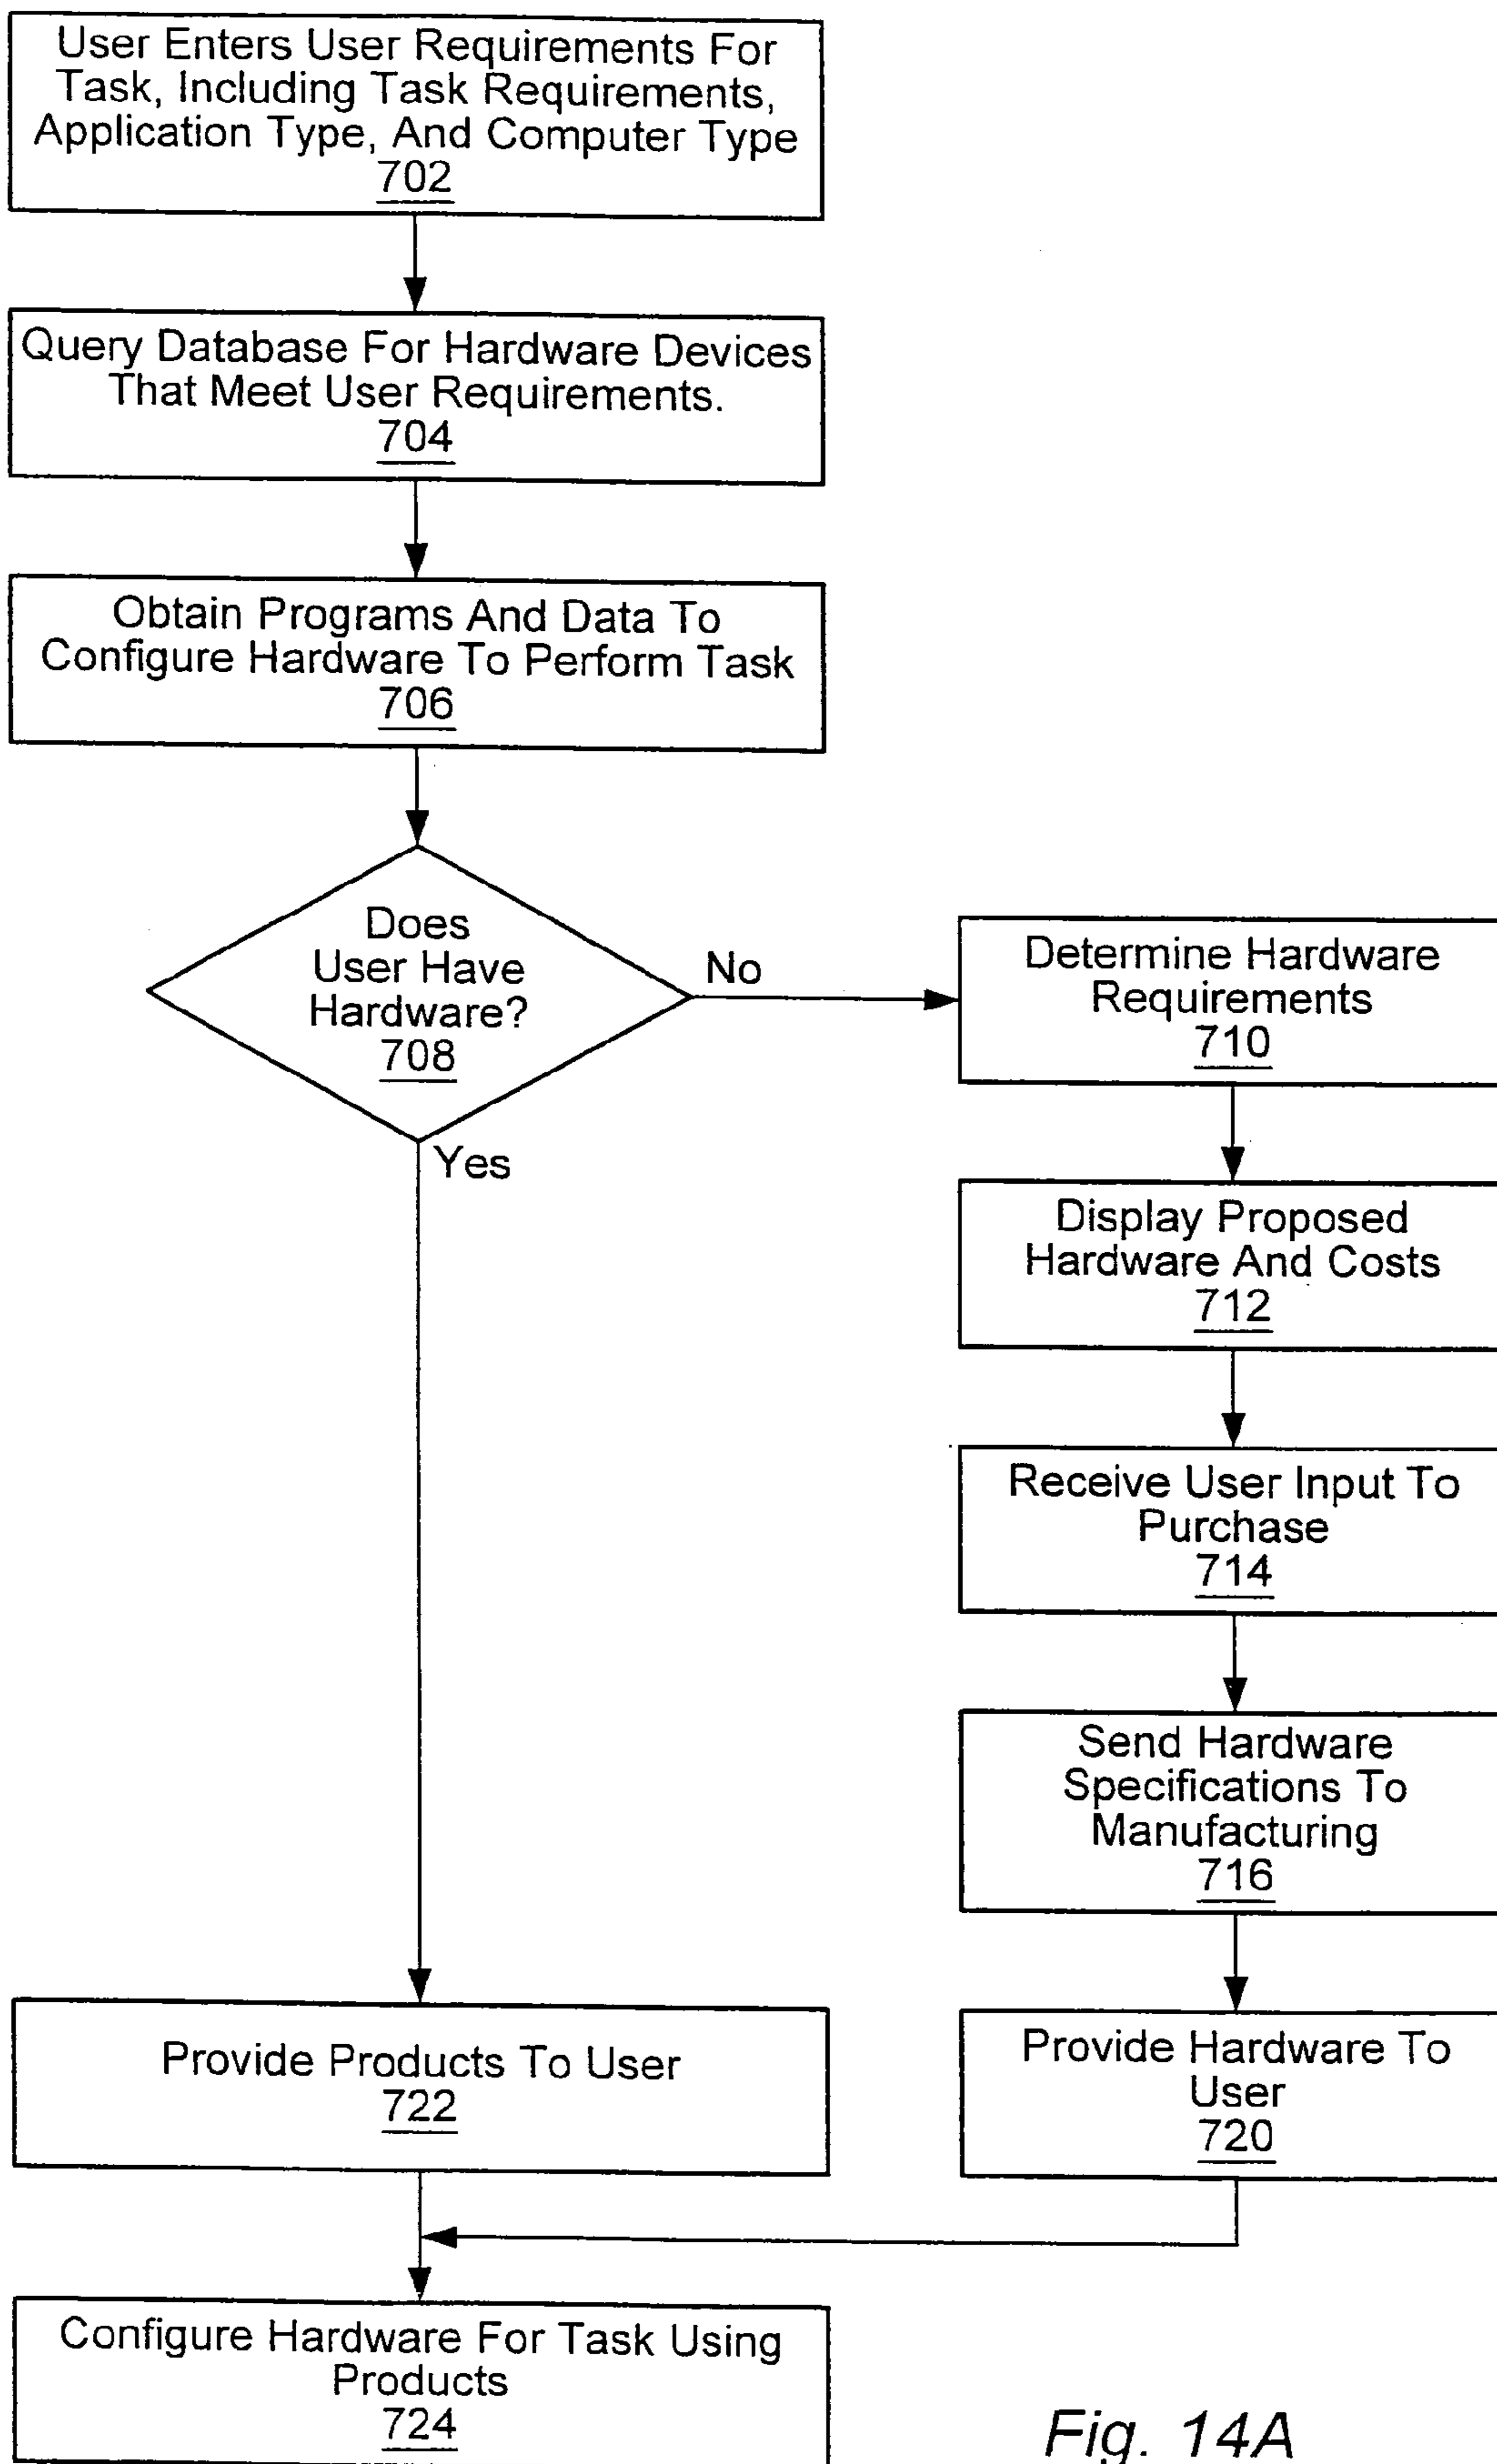 User Enters User Requirements For
Task, Including Task Requirements,
Application Type, And Computer Type
702
Query Database For Hardware Devices
That Meet User Requirements.
704
Obtain Programs And Data To
Configure Hardware To Perform Task
706
Does
User Have
Hardware?
708
No
Yes
Determine Hardware
Requirements
710
Display Proposed
Hardware And Costs
712
Receive User Input To
Purchase
714
Send Hardware
Specifications To
Manufacturing
716
Provide Hardware To
User
720
Provide Products To User
722
Configure Hardware For Task Using
Products
724
Fig. 14A